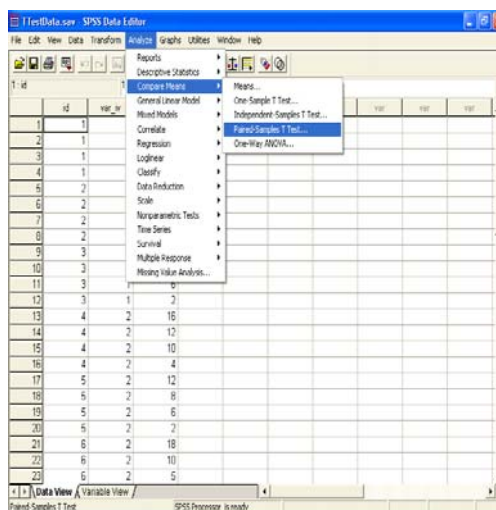 TTestData.sav - SPSS Data Editor
File Edit View Data Transform Analyze Graphs Utilities Window Help
1 : id
Reports
Descriptive Statistics
Compare Means
General Linear Model
Mixed Models
Correlate
Regression
Loglinear
Classify
Data Reduction
Scale
Nonparametric Tests
Time Series
Survival
Multiple Response
Missing Value Analysis...
Means...
One-Sample T Test...
Independent-Samples T Test...
Paired-Samples T Test...
One-Way ANOVA...
id var var var
1 1
2 1
3 1
4 1
5 2
6 2
7 2
8 2
9 3
10 3
11 3
12 3 1 2
13 4 2 16
14 4 2 12
15 4 2 10
16 4 2 4
17 5 2 12
18 5 2 8
19 5 2 6
20 5 2 2
21 6 2 18
22 6 2 10
23 6 2 5
Data View Variable View
Paired-Samples T Test SPSS Processor is ready